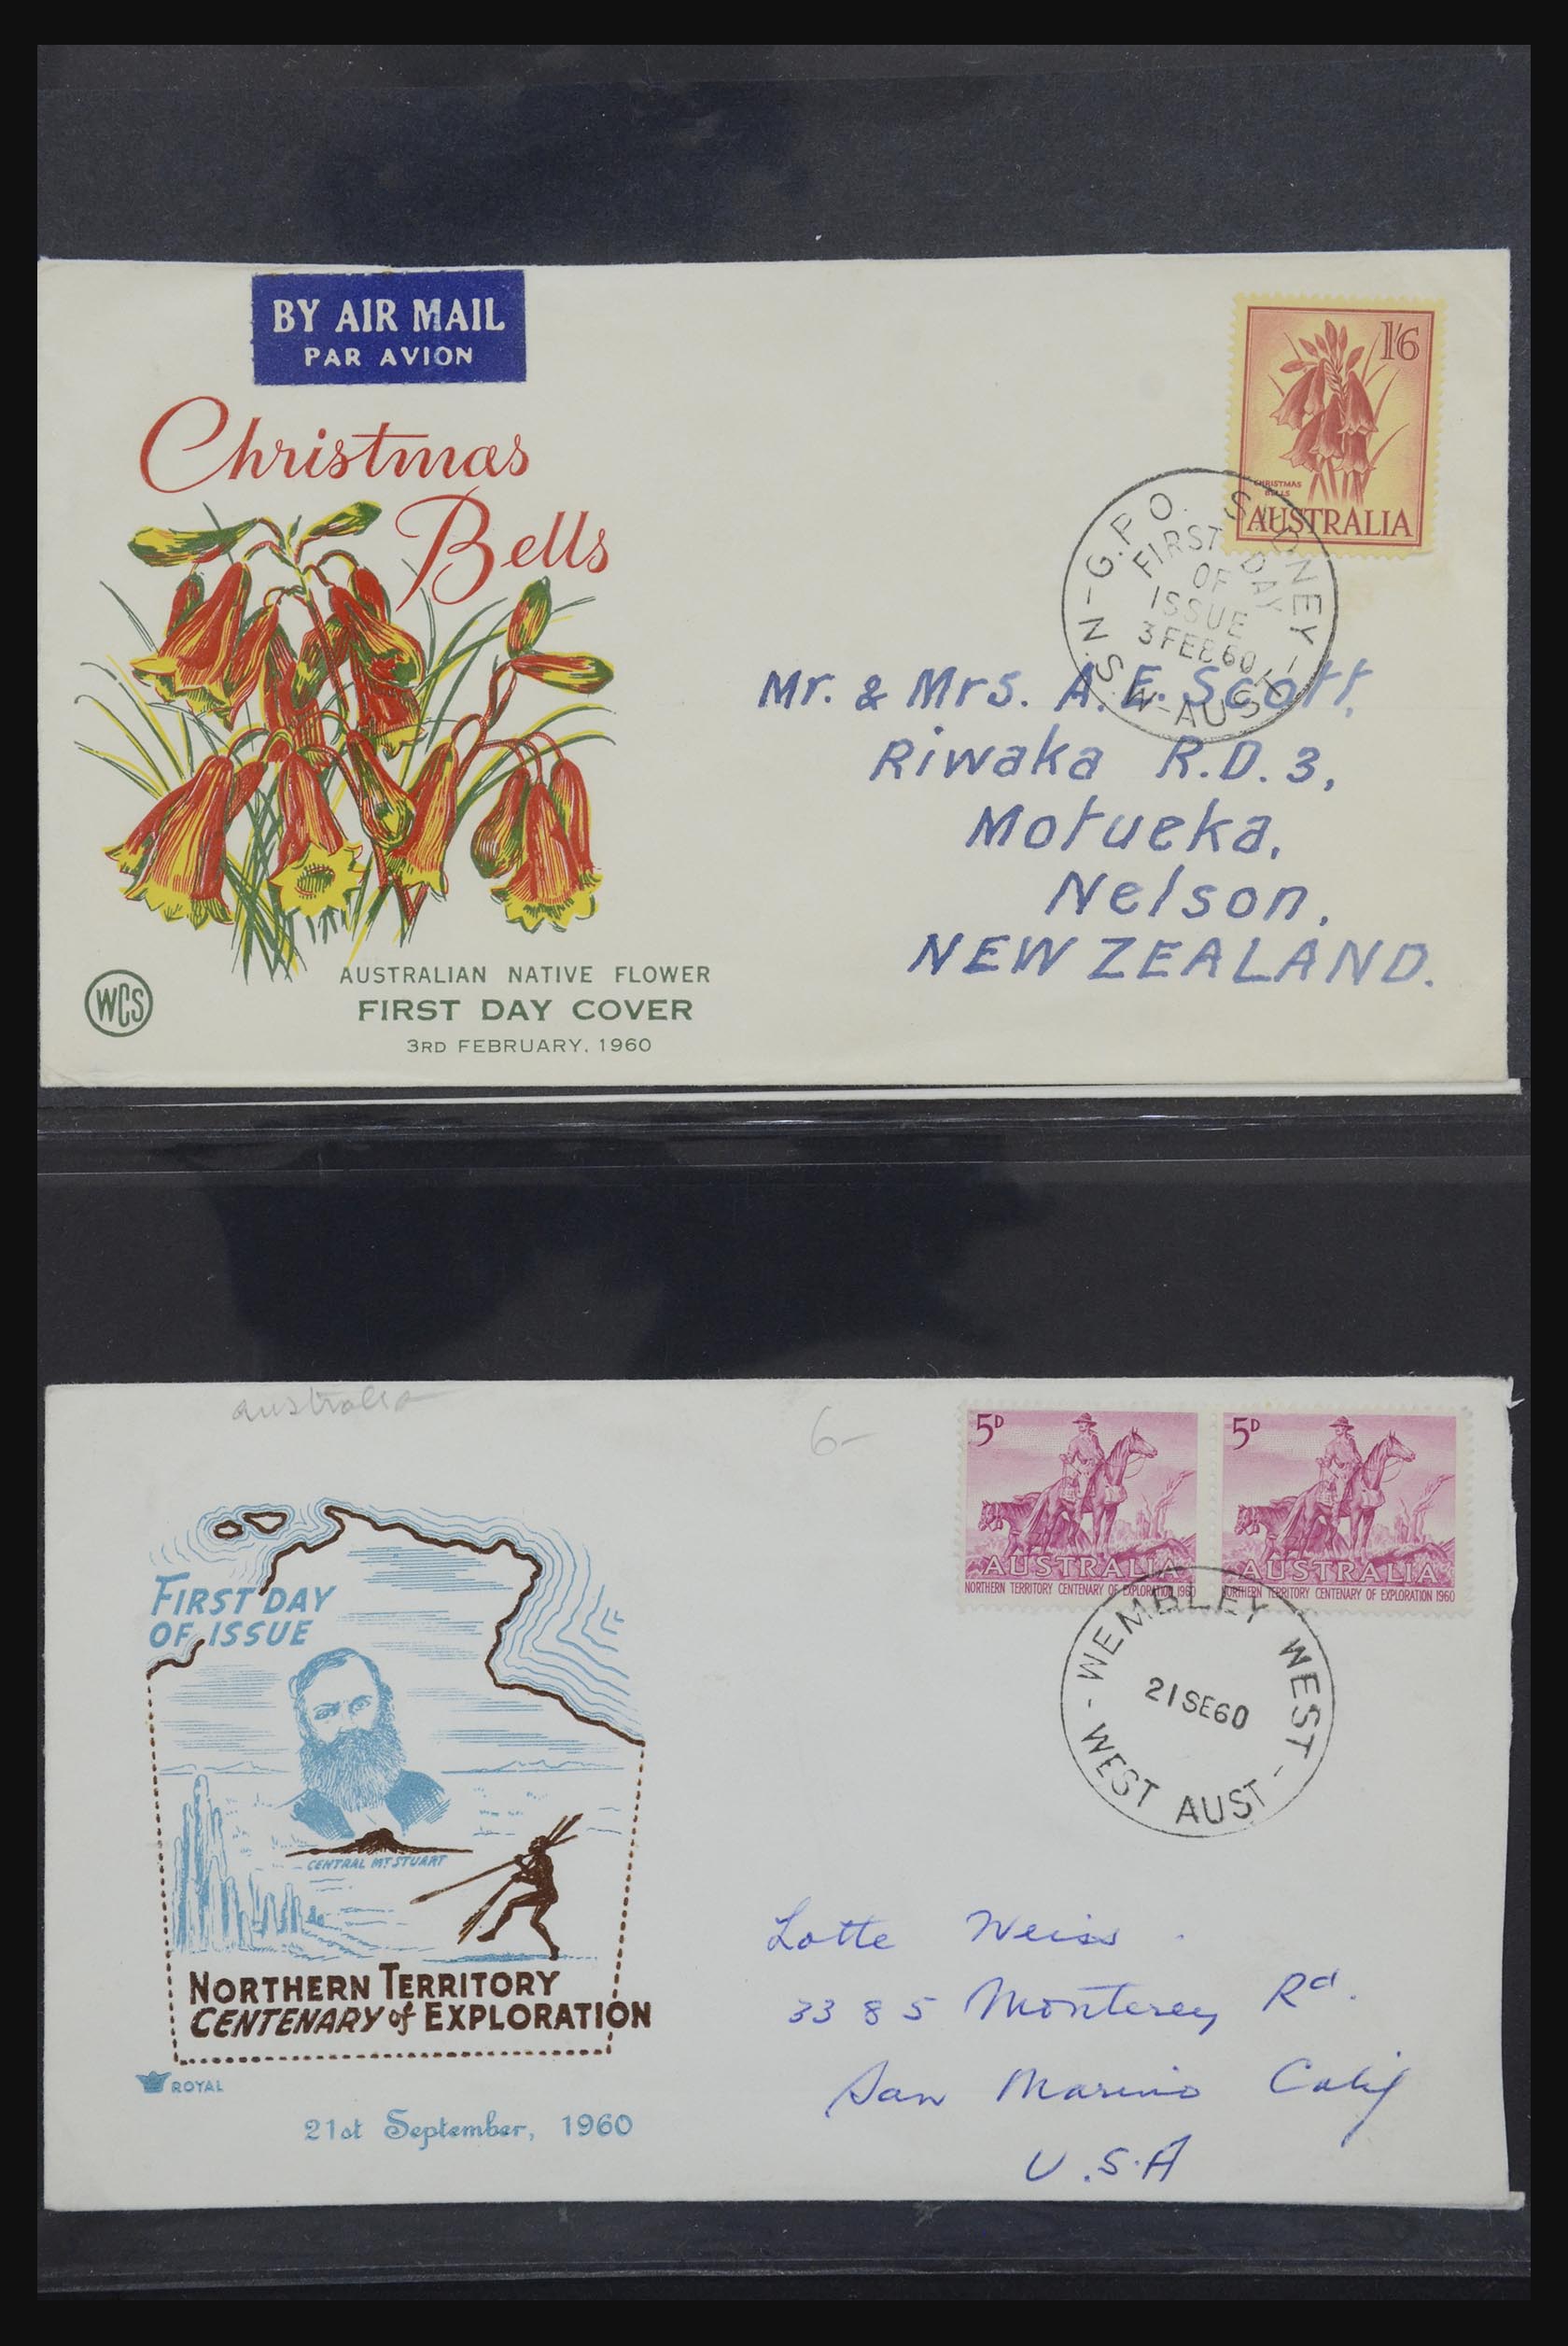 BY AIR MAIL
PAR AVION
Christmas
Bells
1'6
CHRISTMAS
BELLS
AUSTRALIA
G.P.O. SYDNEY - N.S.W-AUST
FIRST DAY
OF
ISSUE
3 FEB 60
Mr. & Mrs. A. E. Scott,
Riwaka R.D. 3,
Motueka,
Nelson,
NEW ZEALAND.
WCS
AUSTRALIAN NATIVE FLOWER
FIRST DAY COVER
3RD FEBRUARY, 1960
australia
6-
5D
AUSTRALIA
NORTHERN TERRITORY CENTENARY OF EXPLORATION 1960
5D
AUSTRALIA
NORTHERN TERRITORY CENTENARY OF EXPLORATION 1960
WEMBLEY WEST - WEST AUST -
21 SE 60
FIRST DAY
OF ISSUE
CENTRAL MT STUART
NORTHERN TERRITORY
CENTENARY of EXPLORATION
ROYAL
21st September, 1960
Lotte Weiss
3385 Monterey Rd.
San Marino Calif
U.S.A